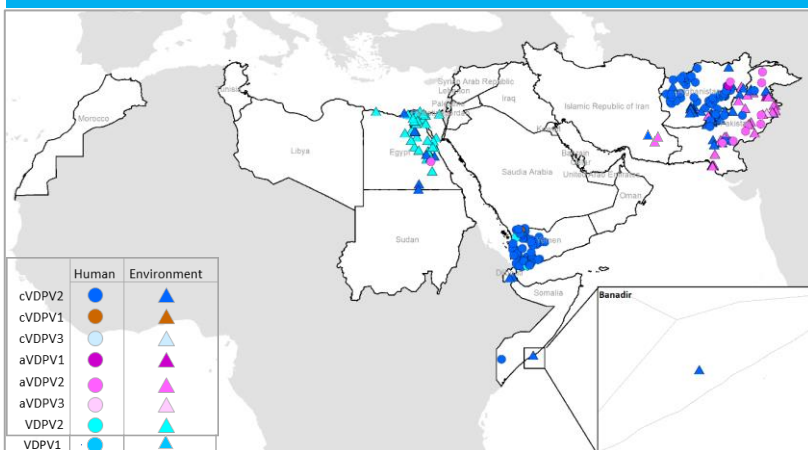 Tunisia
Syrian Arab Republic
Lebanon
Palestine
Iraq
Afghanistan
Islamic Republic of Iran
Morocco
Pakistan
Libya
Egypt
Kuwait
Bahrain
Qatar
Saudi Arabia
United Arab Emirates
Oman
Sudan
Yemen
Somalia
Banadir
Human Environment
cVDPV2
cVDPV1
cVDPV3
aVDPV1
aVDPV2
aVDPV3
VDPV2
VDPV1